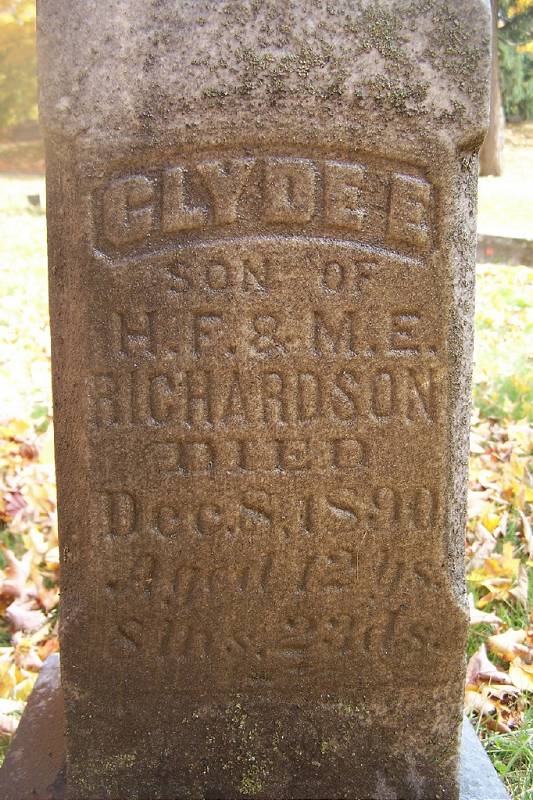 CLYDE E
SON OF
H.F. & M.E.
RICHARDSON
DIED
Dec. 8, 1890
Aged 12 ys.
8 ms. 23 ds.